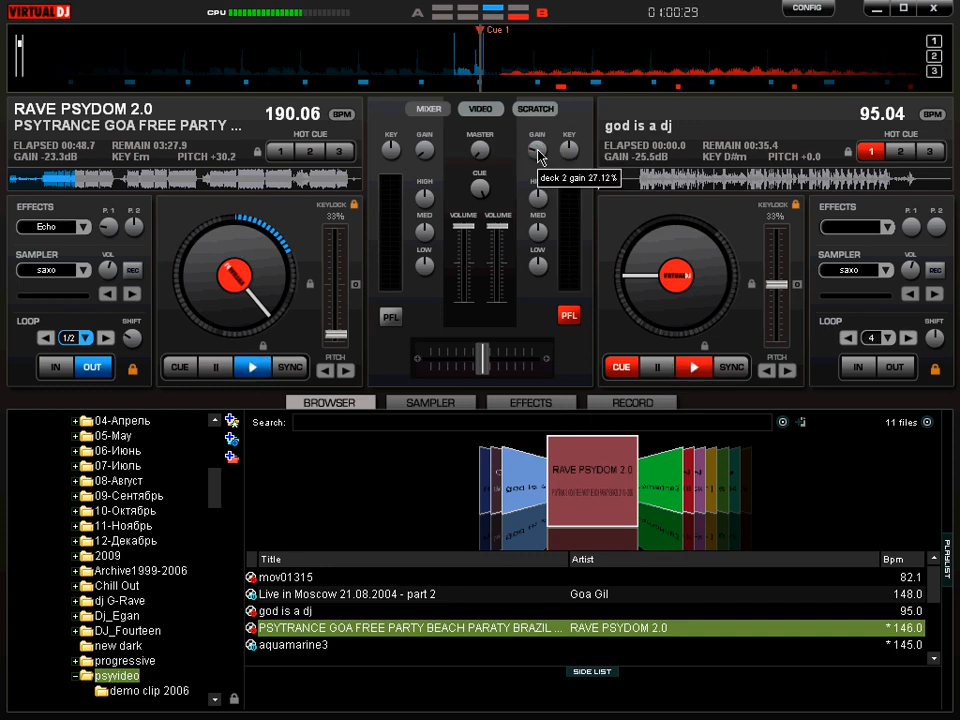 VIRTUAL DJ
CPU
A
B
01:00:29
CONFIG
X
Cue 1
1
2
3
RAVE PSYDOM 2.0
PSYTRANCE GOA FREE PARTY ...
190.06 BPM
HOT CUE
ELAPSED 00:48.7 REMAIN 03:27.9
GAIN -23.3dB KEY Em PITCH +30.2
1 2 3
MIXER VIDEO SCRATCH
KEY GAIN MASTER GAIN KEY
deck 2 gain 27.12%
HIGH
CUE
MED
VOLUME VOLUME
MED
LOW
LOW
PFL
PFL
god is a dj
95.04 BPM
HOT CUE
ELAPSED 00:00.0 REMAIN 00:35.4
GAIN -25.5dB KEY D#m PITCH +0.0
1 2 3
EFFECTS P. 1 P. 2
Echo
SAMPLER VOL
saxo REC
LOOP SHIFT
1/2
IN OUT
KEYLOCK
33%
CUE SYNC
PITCH
VIRTUAL DJ
KEYLOCK
33%
CUE SYNC
PITCH
EFFECTS P. 1 P. 2
SAMPLER VOL
saxo REC
LOOP SHIFT
4
IN OUT
BROWSER SAMPLER EFFECTS RECORD
04-Апрель
05-May
06-Июнь
07-Июль
08-Август
09-Сентябрь
10-Октябрь
11-Ноябрь
12-Декабрь
2009
Archive1999-2006
Chill Out
dj G-Rave
Dj_Egan
DJ_Fourteen
new dark
progressive
psyvideo
demo clip 2006
Search:
11 files
god is a
RAVE PSYDOM 2.0
Title Artist Bpm
mov01315 82.1
Live in Moscow 21.08.2004 - part 2 Goa Gil 148.0
god is a dj 95.0
PSYTRANCE GOA FREE PARTY BEACH PARATY BRAZIL ... RAVE PSYDOM 2.0 * 146.0
aquamarine3 * 145.0
SIDE LIST
PLAYLIST